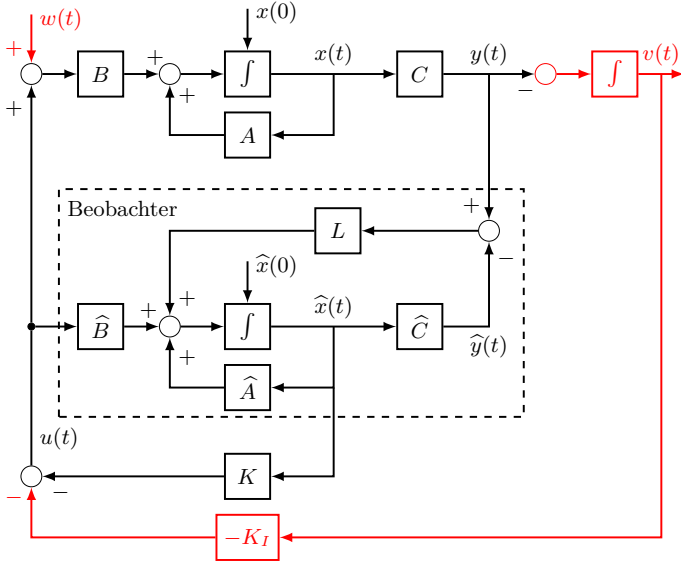 w(t) x(0)
+ + x(t) y(t) v(t)
B ∫ C ∫
+ + −
A
Beobachter +
L
−
x̂(0)
+ + x̂(t)
B̂ ∫ Ĉ
+ ŷ(t)
Â
u(t)
K
− −
−K_I